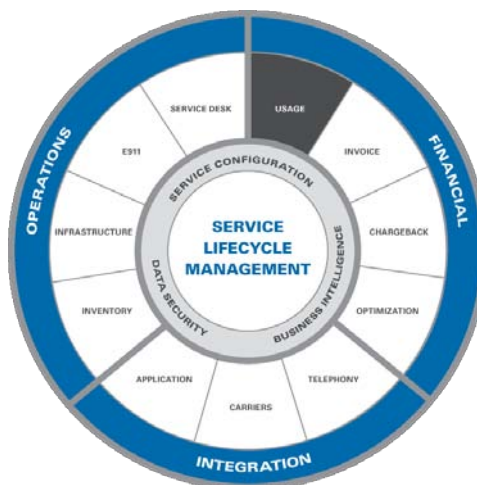 OPERATIONS
FINANCIAL
INTEGRATION
SERVICE DESK
USAGE
E911
INVOICE
INFRASTRUCTURE
CHARGEBACK
INVENTORY
OPTIMIZATION
APPLICATION
CARRIERS
TELEPHONY
SERVICE CONFIGURATION
DATA SECURITY
BUSINESS INTELLIGENCE
SERVICE
LIFECYCLE
MANAGEMENT